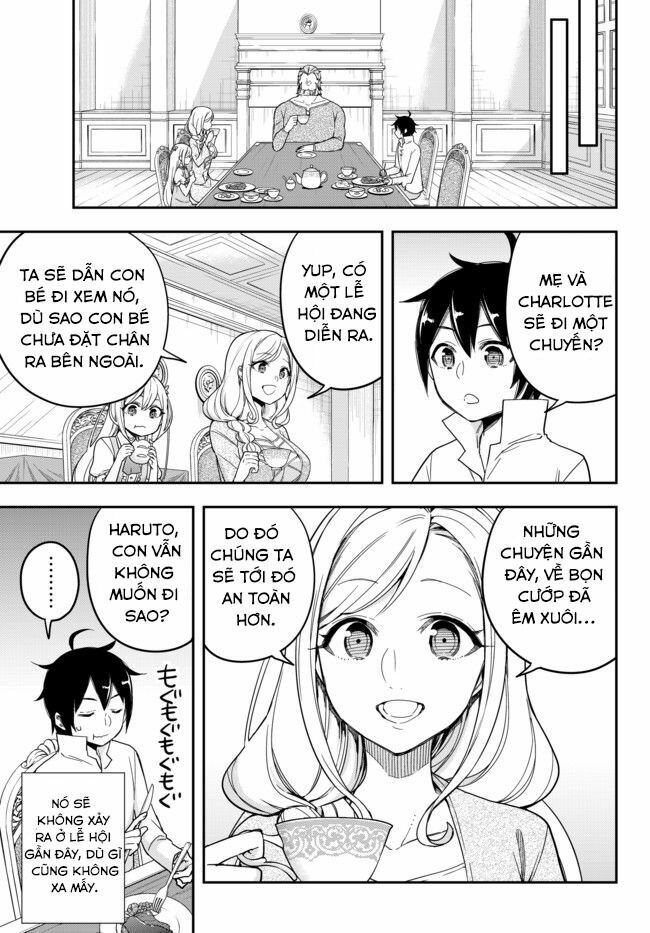 MẸ VÀ
CHARLOTTE
SẼ ĐI MỘT
CHUYẾN?
YUP, CÓ
MỘT LỄ
HỘI ĐANG
DIỄN RA.
TA SẼ DẪN CON
BÉ ĐI XEM NÓ,
DÙ SAO CON BÉ
CHƯA ĐẶT CHÂN
RA BÊN NGOÀI.
NHỮNG
CHUYỆN GẦN
ĐÂY, VỀ BỌN
CƯỚP ĐÃ
ÊM XUÔI...
DO ĐÓ
CHÚNG TA
SẼ TỚI ĐÓ
AN TOÀN
HƠN.
HARUTO,
CON VẪN
KHÔNG
MUỐN ĐI
SAO?
........
もぐもぐもぐもぐ
NÓ SẼ
KHÔNG XẢY
RA Ở LỄ HỘI
GẦN ĐÂY, DÙ GÌ
CŨNG KHÔNG
XA MẤY.